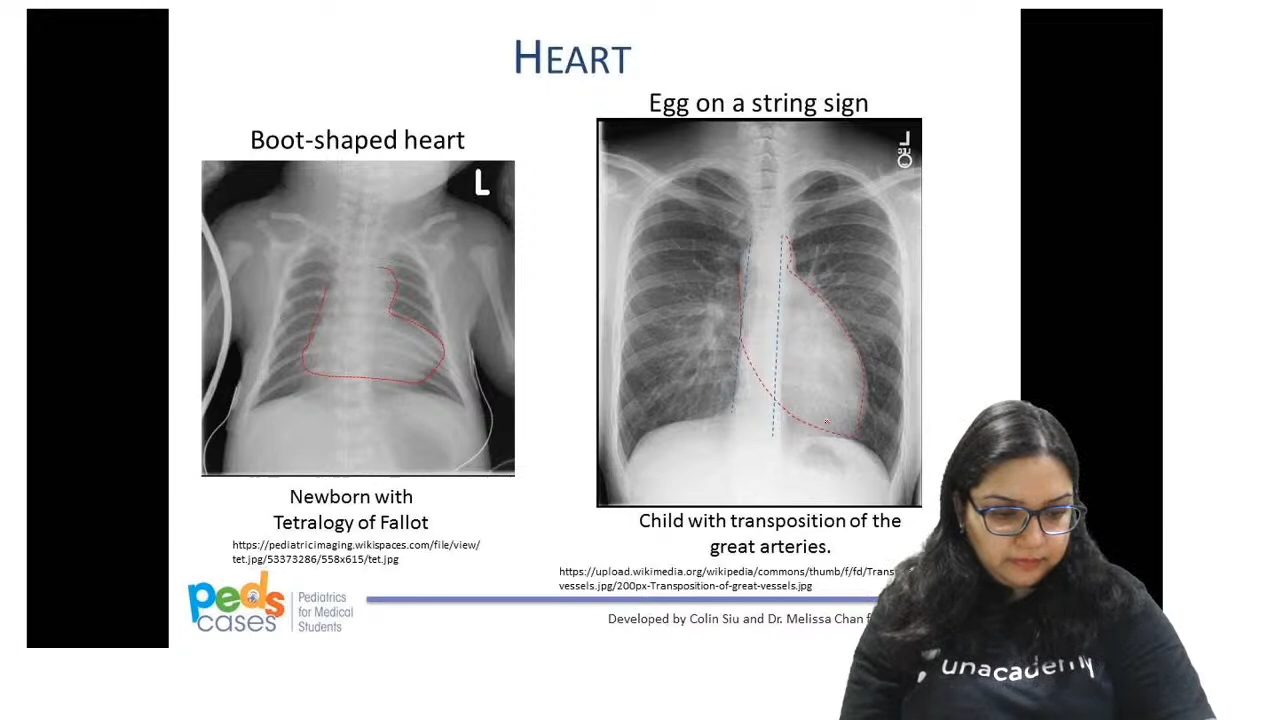 HEART
Boot-shaped heart
L
Newborn with
Tetralogy of Fallot
https://pediatricimaging.wikispaces.com/file/view/
tet.jpg/53373286/558x615/tet.jpg
Egg on a string sign
L
Child with transposition of the
great arteries.
https://upload.wikimedia.org/wikipedia/commons/thumb/f/fd/
vessels.jpg/200px-Transposition-of-great-vessels.jpg
peds
cases
Pediatrics
for Medical
Students
Developed by Colin Siu and Dr. Melissa Chan
unacademy